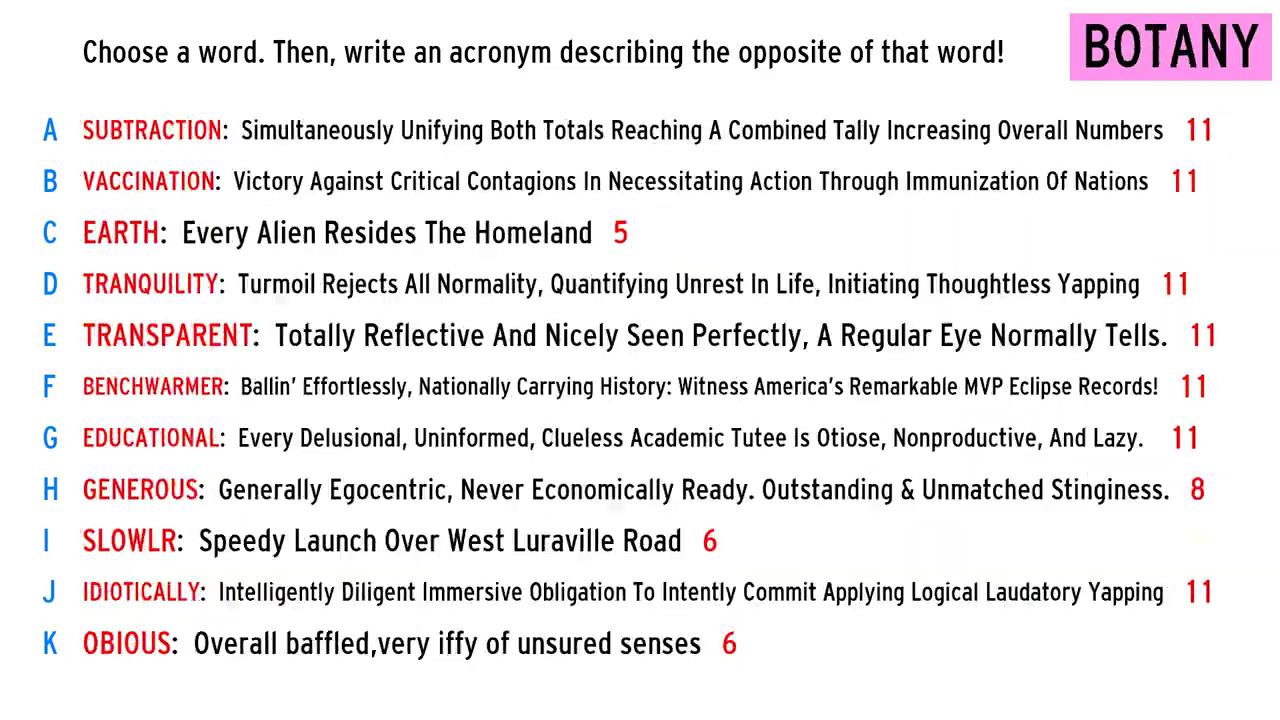 Choose a word. Then, write an acronym describing the opposite of that word!
BOTANY
A SUBTRACTION: Simultaneously Unifying Both Totals Reaching A Combined Tally Increasing Overall Numbers 11
B VACCINATION: Victory Against Critical Contagions In Necessitating Action Through Immunization Of Nations 11
C EARTH: Every Alien Resides The Homeland 5
D TRANQUILITY: Turmoil Rejects All Normality, Quantifying Unrest In Life, Initiating Thoughtless Yapping 11
E TRANSPARENT: Totally Reflective And Nicely Seen Perfectly, A Regular Eye Normally Tells. 11
F BENCHWARMER: Ballin' Effortlessly, Nationally Carrying History: Witness America's Remarkable MVP Eclipse Records! 11
G EDUCATIONAL: Every Delusional, Uninformed, Clueless Academic Tutee Is Otiose, Nonproductive, And Lazy. 11
H GENEROUS: Generally Egocentric, Never Economically Ready. Outstanding & Unmatched Stinginess. 8
I SLOWLR: Speedy Launch Over West Luraville Road 6
J IDIOTICALLY: Intelligently Diligent Immersive Obligation To Intently Commit Applying Logical Laudatory Yapping 11
K OBIOUS: Overall baffled,very iffy of unsured senses 6